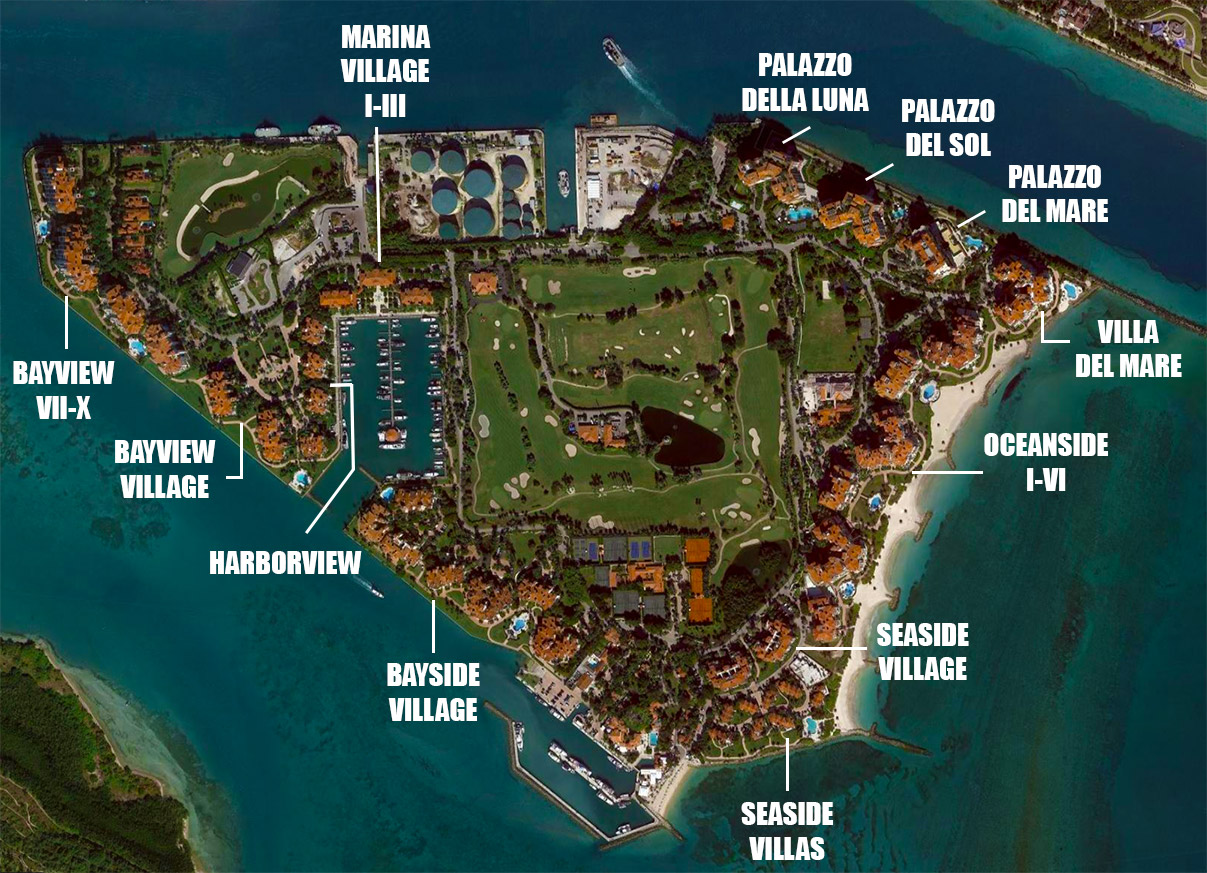 MARINA
VILLAGE
I-III
PALAZZO
DELLA LUNA
PALAZZO
DEL SOL
PALAZZO
DEL MARE
VILLA
DEL MARE
BAYVIEW
VII-X
BAYVIEW
VILLAGE
OCEANSIDE
I-VI
HARBORVIEW
SEASIDE
VILLAGE
BAYSIDE
VILLAGE
SEASIDE
VILLAS